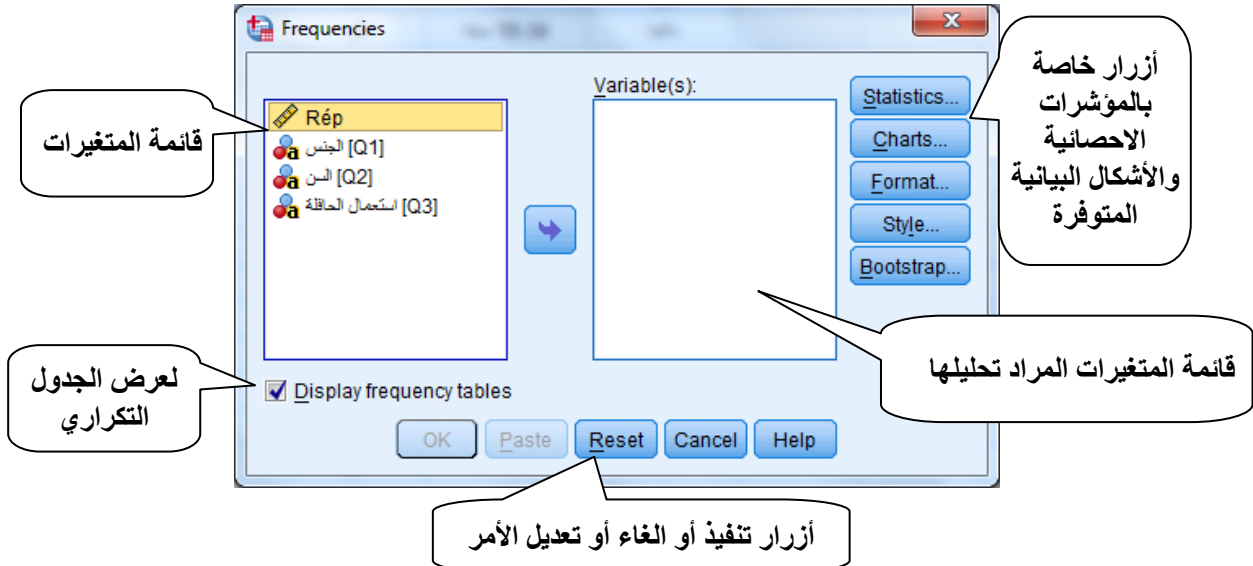 Frequencies
أزرار خاصة
بالمؤشرات
الاحصائية
والأشكال البيانية
المتوفرة
Variable(s):
Statistics...
Charts...
Format...
Style...
Bootstrap...
قائمة المتغيرات
Rép
الجنس [Q1]
السن [Q2]
استعمال الحافلة [Q3]
قائمة المتغيرات المراد تحليلها
لعرض الجدول
التكراري
Display frequency tables
OK Paste Reset Cancel Help
أزرار تنفيذ أو الغاء أو تعديل الأمر